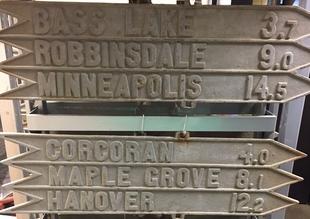 BASS LAKE 3.7
ROBBINSDALE 9.0
MINNEAPOLIS 14.5
CORCORAN 4.0
MAPLE GROVE 8.1
HANOVER 12.2